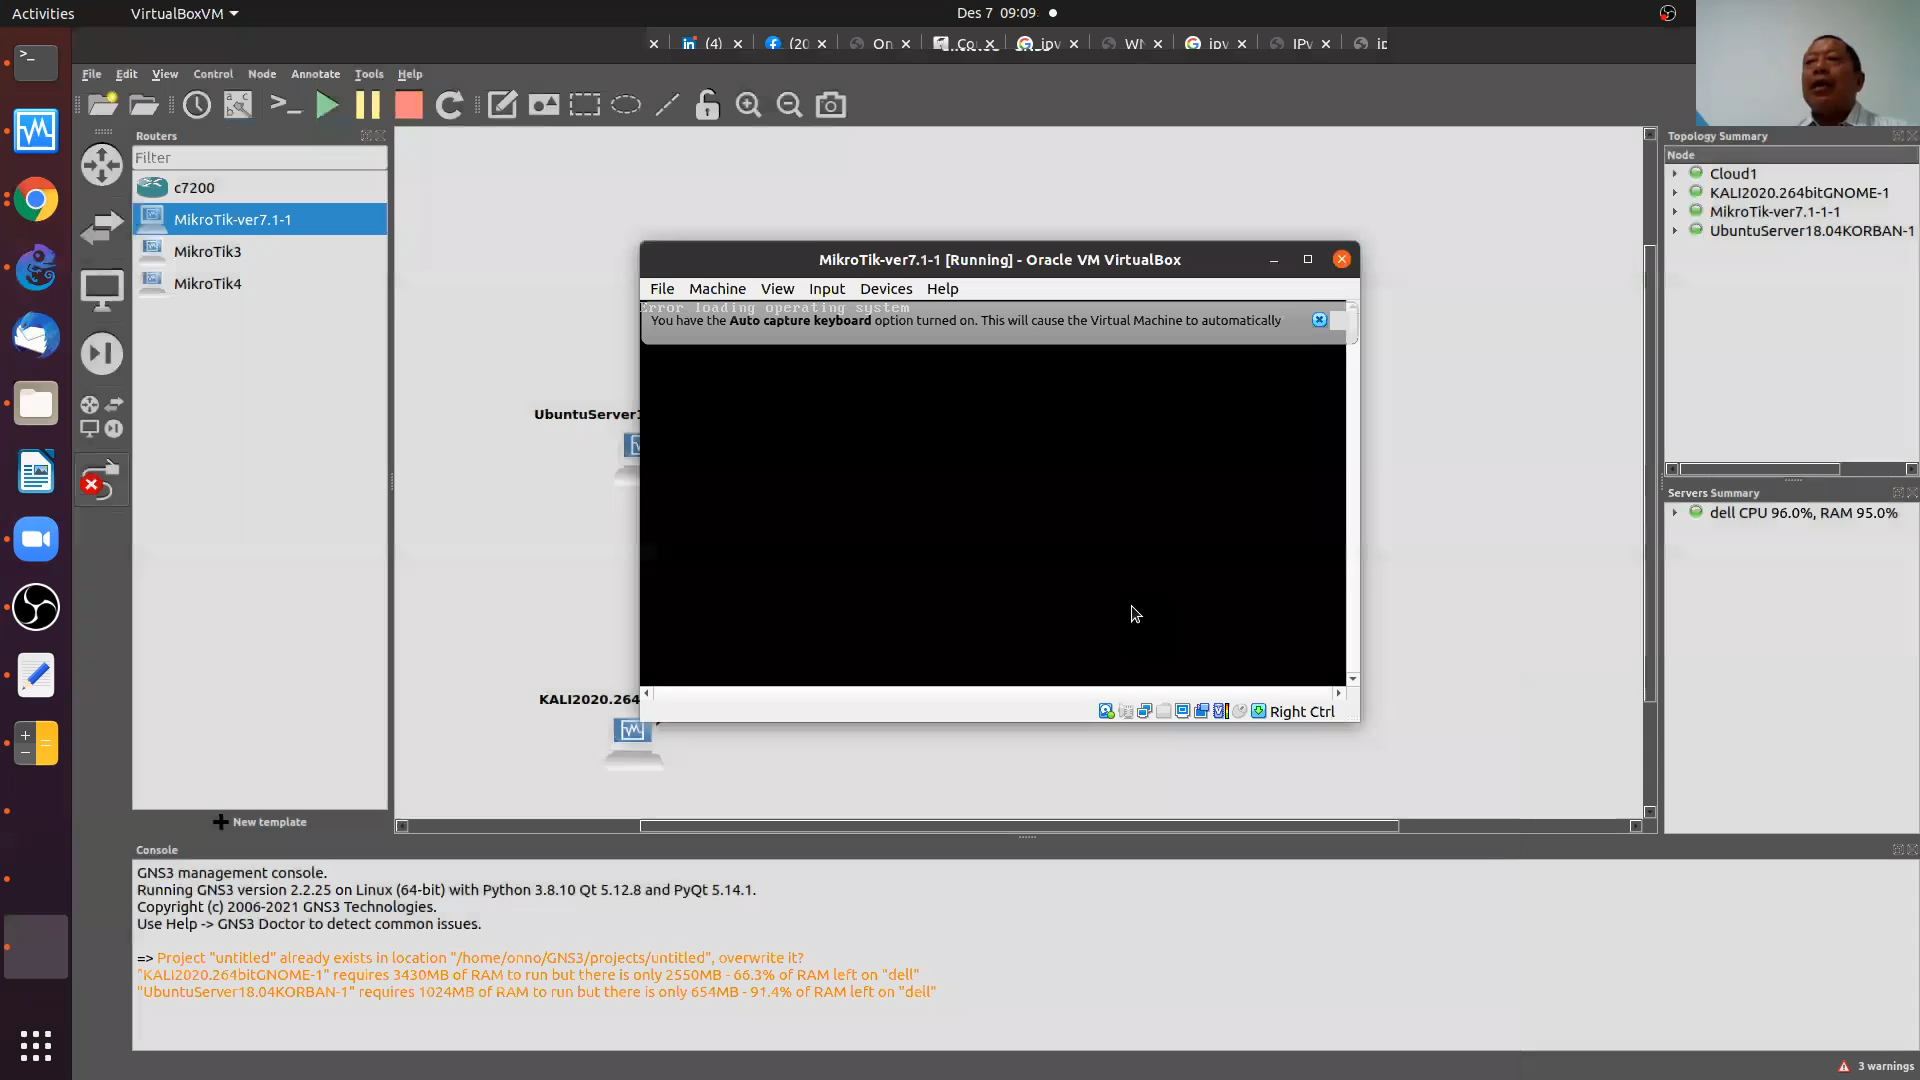 Activities
VirtualBoxVM
Des 7 09:09
(4)
(20
On
ipv
ipv
IPv
File Edit View Control Node Annotate Tools Help
Routers
Filter
c7200
MikroTik-ver7.1-1
MikroTik3
MikroTik4
New template
UbuntuServer1
KALI2020.264
MikroTik-ver7.1-1 [Running] - Oracle VM VirtualBox
File Machine View Input Devices Help
Error loading operating system
You have the Auto capture keyboard option turned on. This will cause the Virtual Machine to automatically
Right Ctrl
Topology Summary
Node
Cloud1
KALI2020.264bitGNOME-1
MikroTik-ver7.1-1-1
UbuntuServer18.04KORBAN-1
Servers Summary
dell CPU 96.0%, RAM 95.0%
Console
GNS3 management console.
Running GNS3 version 2.2.25 on Linux (64-bit) with Python 3.8.10 Qt 5.12.8 and PyQt 5.14.1.
Copyright (c) 2006-2021 GNS3 Technologies.
Use Help -> GNS3 Doctor to detect common issues.
=> Project "untitled" already exists in location "/home/onno/GNS3/projects/untitled", overwrite it?
"KALI2020.264bitGNOME-1" requires 3430MB of RAM to run but there is only 2550MB - 66.3% of RAM left on "dell"
"UbuntuServer18.04KORBAN-1" requires 1024MB of RAM to run but there is only 654MB - 91.4% of RAM left on "dell"
3 warnings